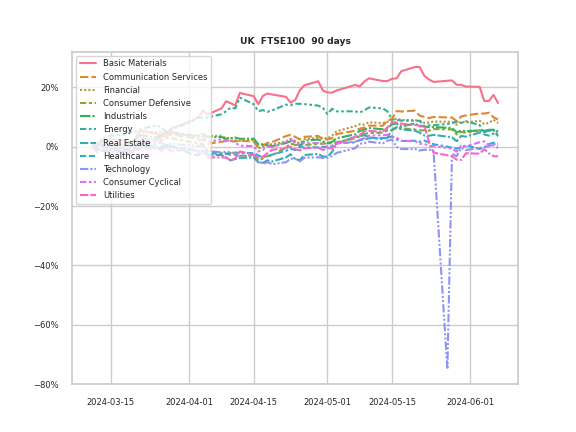 UK  FTSE100  90 days
Basic Materials
Communication Services
Financial
Consumer Defensive
Industrials
Energy
Real Estate
Healthcare
Technology
Consumer Cyclical
Utilities
20%
0%
−20%
−40%
−60%
−80%
2024-03-15
2024-04-01
2024-04-15
2024-05-01
2024-05-15
2024-06-01